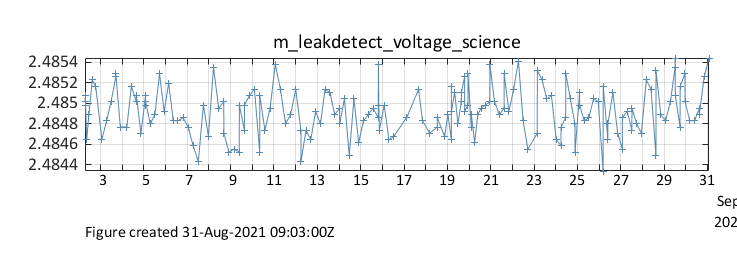 m_leakdetect_voltage_science
2.4854
2.4852
2.485
2.4848
2.4846
2.4844
3 5 7 9 11 13 15 17 19 21 23 25 27 29 31
Sep
202
Figure created 31-Aug-2021 09:03:00Z